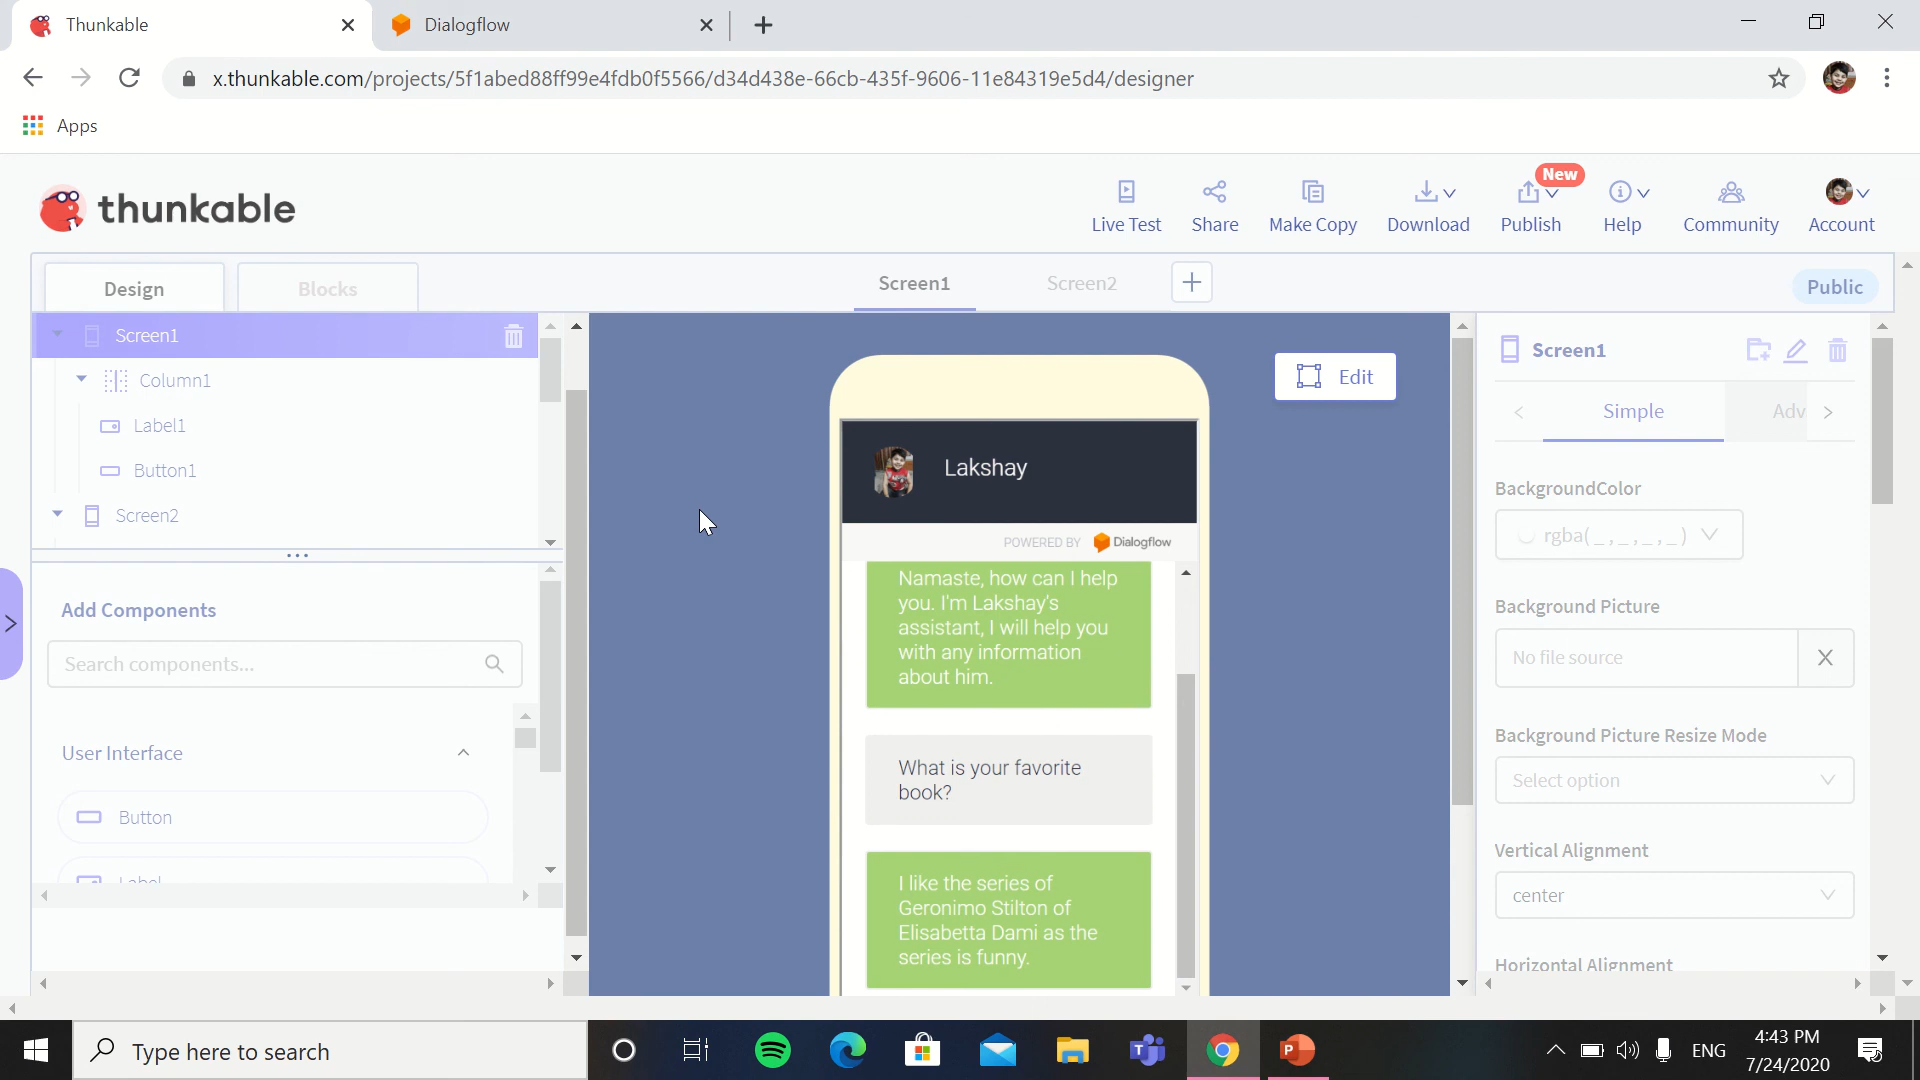 Thunkable
Dialogflow
x.thunkable.com/projects/5f1abed88ff99e4fdb0f5566/d34d438e-66cb-435f-9606-11e84319e5d4/designer
Apps
thunkable
New
Live Test
Share
Make Copy
Download
Publish
Help
Community
Account
Design
Blocks
Screen1
Screen2
Public
Screen1
Column1
Label1
Button1
Screen2
Add Components
Search components...
User Interface
Button
Label
Edit
Lakshay
POWERED BY Dialogflow
Namaste, how can I help
you. I'm Lakshay's
assistant, I will help you
with any information
about him.
What is your favorite
book?
I like the series of
Geronimo Stilton of
Elisabetta Dami as the
series is funny.
Screen1
Simple
Adv
BackgroundColor
rgba( _ , _ , _ , _ )
Background Picture
No file source
X
Background Picture Resize Mode
Select option
Vertical Alignment
center
Horizontal Alignment
Type here to search
ENG
4:43 PM
7/24/2020